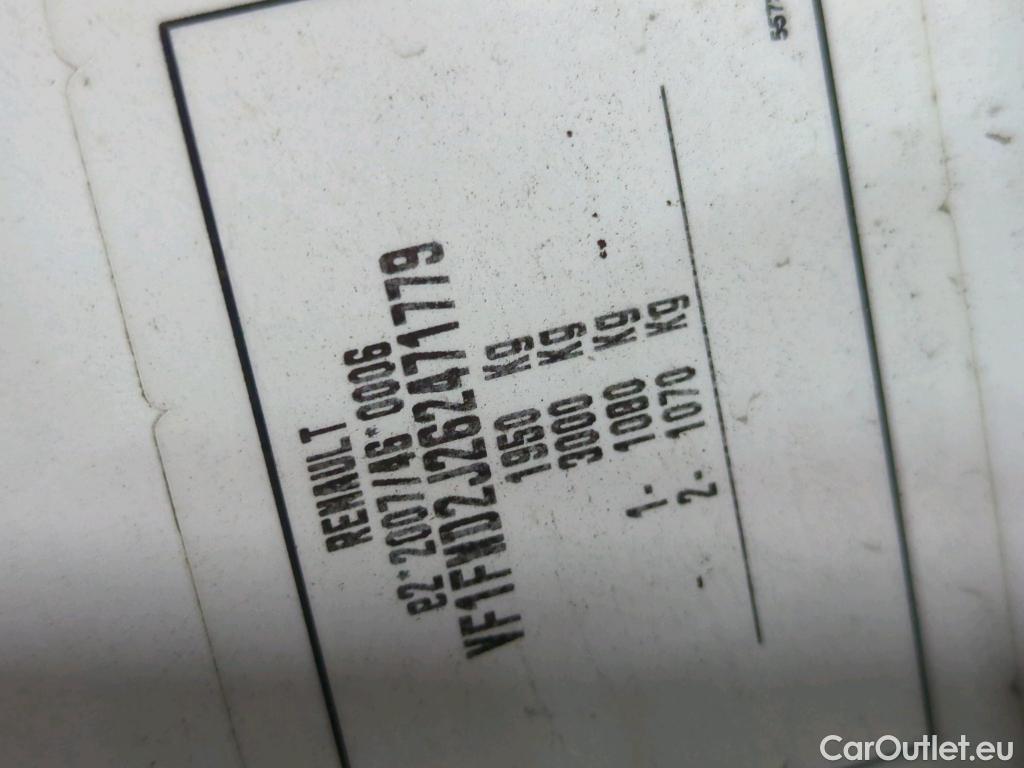 RENAULT
e2*2007/46*0006
VF1FWD2J262471779
1950 Kg
3000 Kg
1- 1080 Kg
2- 1070 Kg
-
CarOutlet.eu